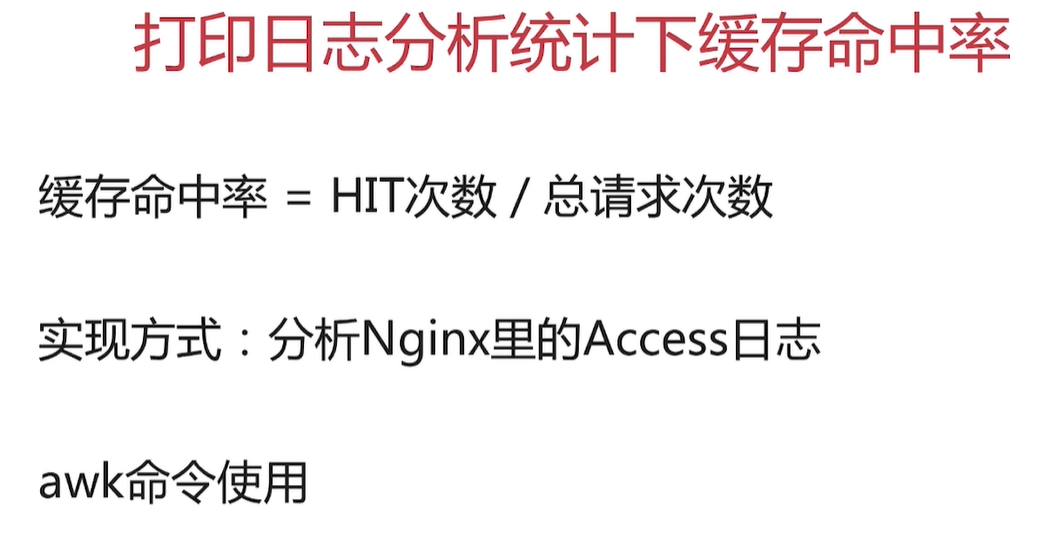 打印日志分析统计下缓存命中率
缓存命中率 = HIT次数 / 总请求次数
实现方式：分析Nginx里的Access日志
awk命令使用